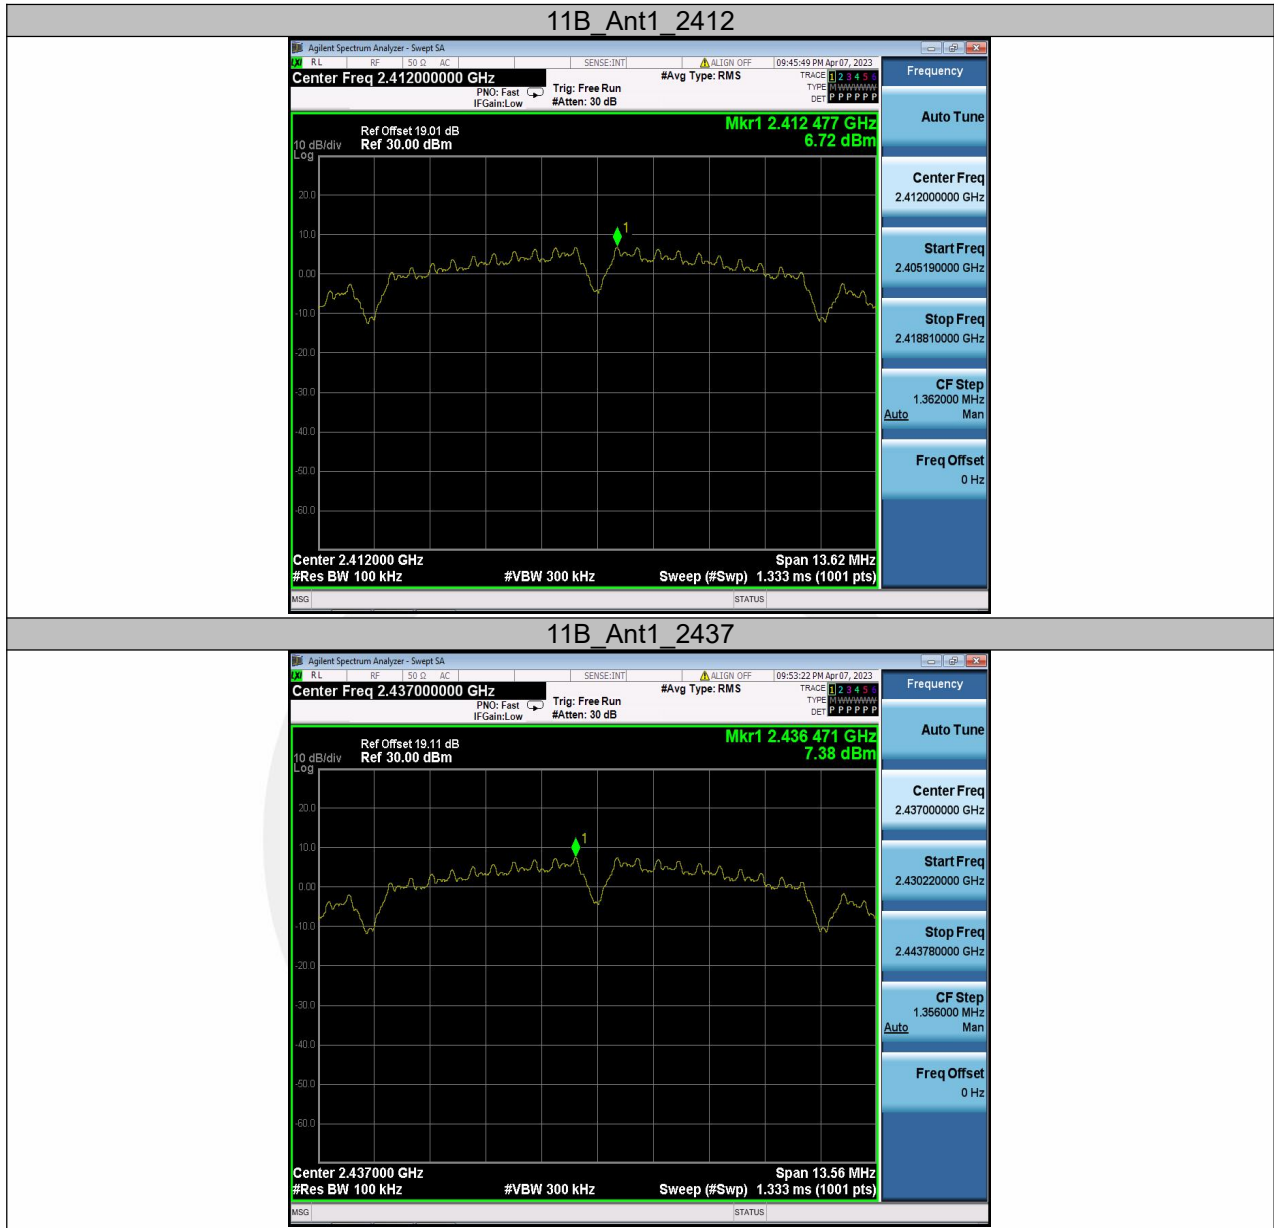 11B_Ant1_2412
Agilent Spectrum Analyzer - Swept SA
LXI RL RF 50 Ω AC SENSE:INT ALIGN OFF 09:45:49 PM Apr 07, 2023
Center Freq 2.412000000 GHz
PNO: Fast
IFGain:Low
Trig: Free Run
#Atten: 30 dB
#Avg Type: RMS
TRACE 1 2 3 4 5 6
TYPE M W W W W W
DET P P P P P P
Mkr1 2.412 477 GHz
6.72 dBm
Ref Offset 19.01 dB
10 dB/div Ref 30.00 dBm
Log
1
20.0
10.0
0.00
-10.0
-20.0
-30.0
-40.0
-50.0
-60.0
Center 2.412000 GHz Span 13.62 MHz
#Res BW 100 kHz #VBW 300 kHz Sweep (#Swp) 1.333 ms (1001 pts)
MSG STATUS
Frequency
Auto Tune
Center Freq
2.412000000 GHz
Start Freq
2.405190000 GHz
Stop Freq
2.418810000 GHz
CF Step
1.362000 MHz
Auto Man
Freq Offset
0 Hz
11B_Ant1_2437
Agilent Spectrum Analyzer - Swept SA
LXI RL RF 50 Ω AC SENSE:INT ALIGN OFF 09:53:22 PM Apr 07, 2023
Center Freq 2.437000000 GHz
PNO: Fast
IFGain:Low
Trig: Free Run
#Atten: 30 dB
#Avg Type: RMS
TRACE 1 2 3 4 5 6
TYPE M W W W W W
DET P P P P P P
Mkr1 2.436 471 GHz
7.38 dBm
Ref Offset 19.11 dB
10 dB/div Ref 30.00 dBm
Log
1
20.0
10.0
0.00
-10.0
-20.0
-30.0
-40.0
-50.0
-60.0
Center 2.437000 GHz Span 13.56 MHz
#Res BW 100 kHz #VBW 300 kHz Sweep (#Swp) 1.333 ms (1001 pts)
MSG STATUS
Frequency
Auto Tune
Center Freq
2.437000000 GHz
Start Freq
2.430220000 GHz
Stop Freq
2.443780000 GHz
CF Step
1.356000 MHz
Auto Man
Freq Offset
0 Hz